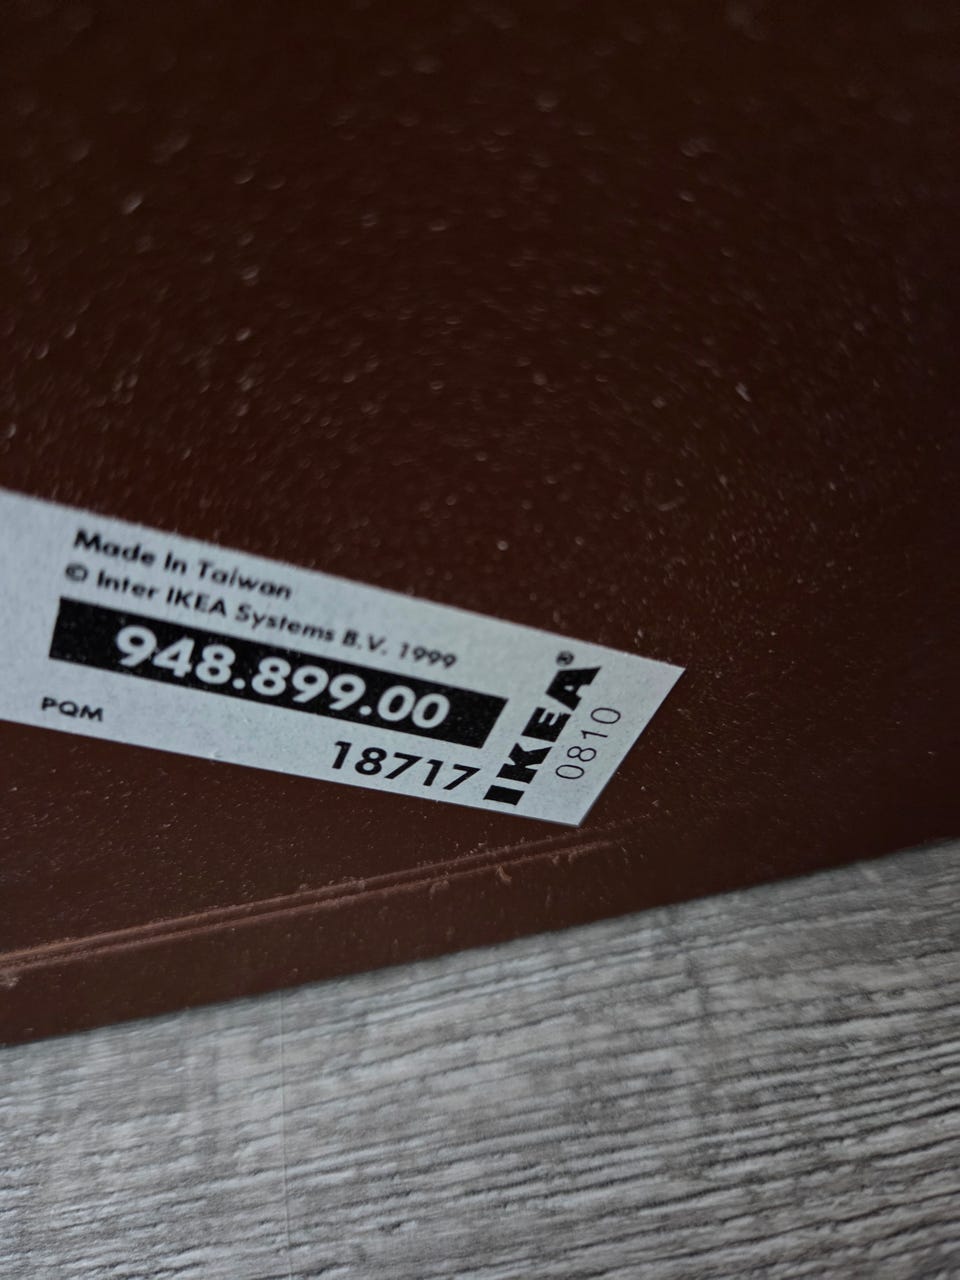 Made In Taiwan
© Inter IKEA Systems B.V. 1999
948.899.00
PQM
18717
IKEA®
0810